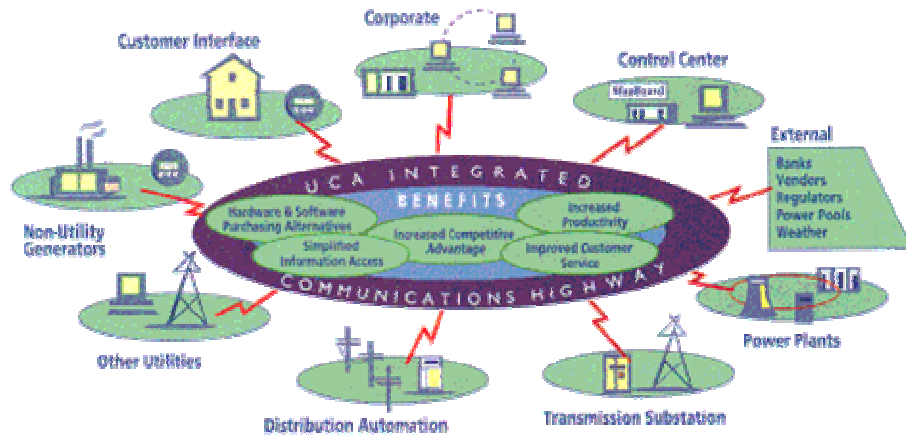 Corporate
Customer Interface
Control Center
MapBoard
External
Banks
Vendors
Regulators
Power Pools
Weather
Non-Utility
Generators
UCA INTEGRATED
BENEFITS
Hardware & Software
Purchasing Alternatives
Increased
Productivity
Increased Competitive
Advantage
Simplified
Information Access
Improved Customer
Service
COMMUNICATIONS HIGHWAY
Other Utilities
Power Plants
Distribution Automation
Transmission Substation